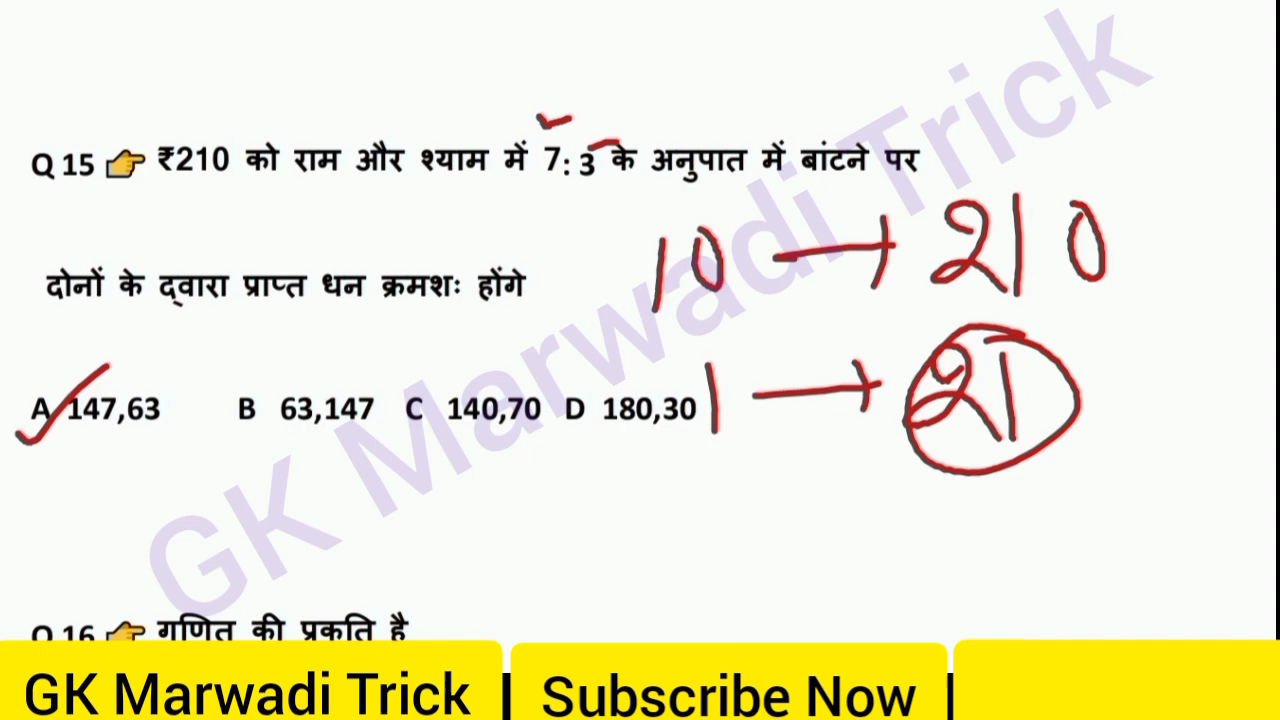 Q 15 👉 ₹210 को राम और श्याम में 7: 3 के अनुपात में बांटने पर
10 → 210
दोनों के द्वारा प्राप्त धन क्रमशः होंगे
A 147,63 B 63,147 C 140,70 D 180,30
1 → 21
GK Marwadi Trick
Q 16 👉 गणित की प्रकृति है
GK Marwadi Trick | Subscribe Now |